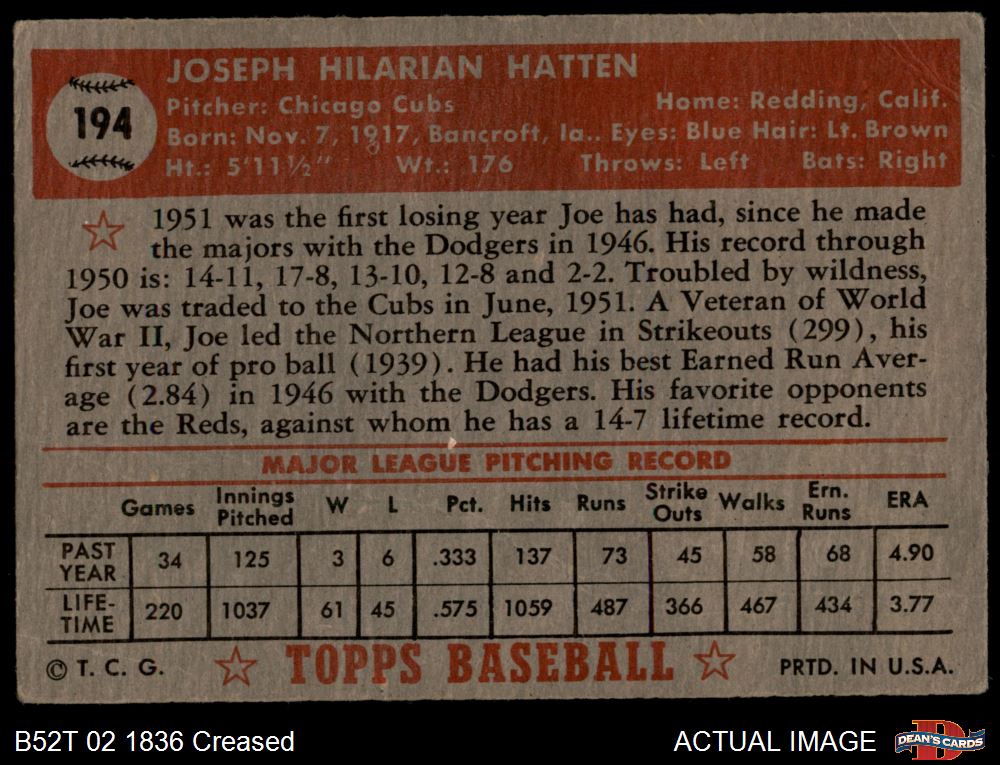 JOSEPH HILARIAN HATTEN
194
Pitcher: Chicago Cubs Home: Redding, Calif.
Born: Nov. 7, 1917, Bancroft, Ia.. Eyes: Blue Hair: Lt. Brown
Ht.: 5'11½" Wt.: 176 Throws: Left Bats: Right
1951 was the first losing year Joe has had, since he made
the majors with the Dodgers in 1946. His record through
1950 is: 14-11, 17-8, 13-10, 12-8 and 2-2. Troubled by wildness,
Joe was traded to the Cubs in June, 1951. A Veteran of World
War II, Joe led the Northern League in Strikeouts (299), his
first year of pro ball (1939). He had his best Earned Run Aver-
age (2.84) in 1946 with the Dodgers. His favorite opponents
are the Reds, against whom he has a 14-7 lifetime record.
MAJOR LEAGUE PITCHING RECORD
Games Innings Pitched W L Pct. Hits Runs Strike Outs Walks Ern. Runs ERA
PAST YEAR 34 125 3 6 .333 137 73 45 58 68 4.90
LIFE-TIME 220 1037 61 45 .575 1059 487 366 467 434 3.77
© T. C. G. TOPPS BASEBALL PRTD. IN U.S.A.
B52T 02 1836 Creased ACTUAL IMAGE DEAN'S CARDS